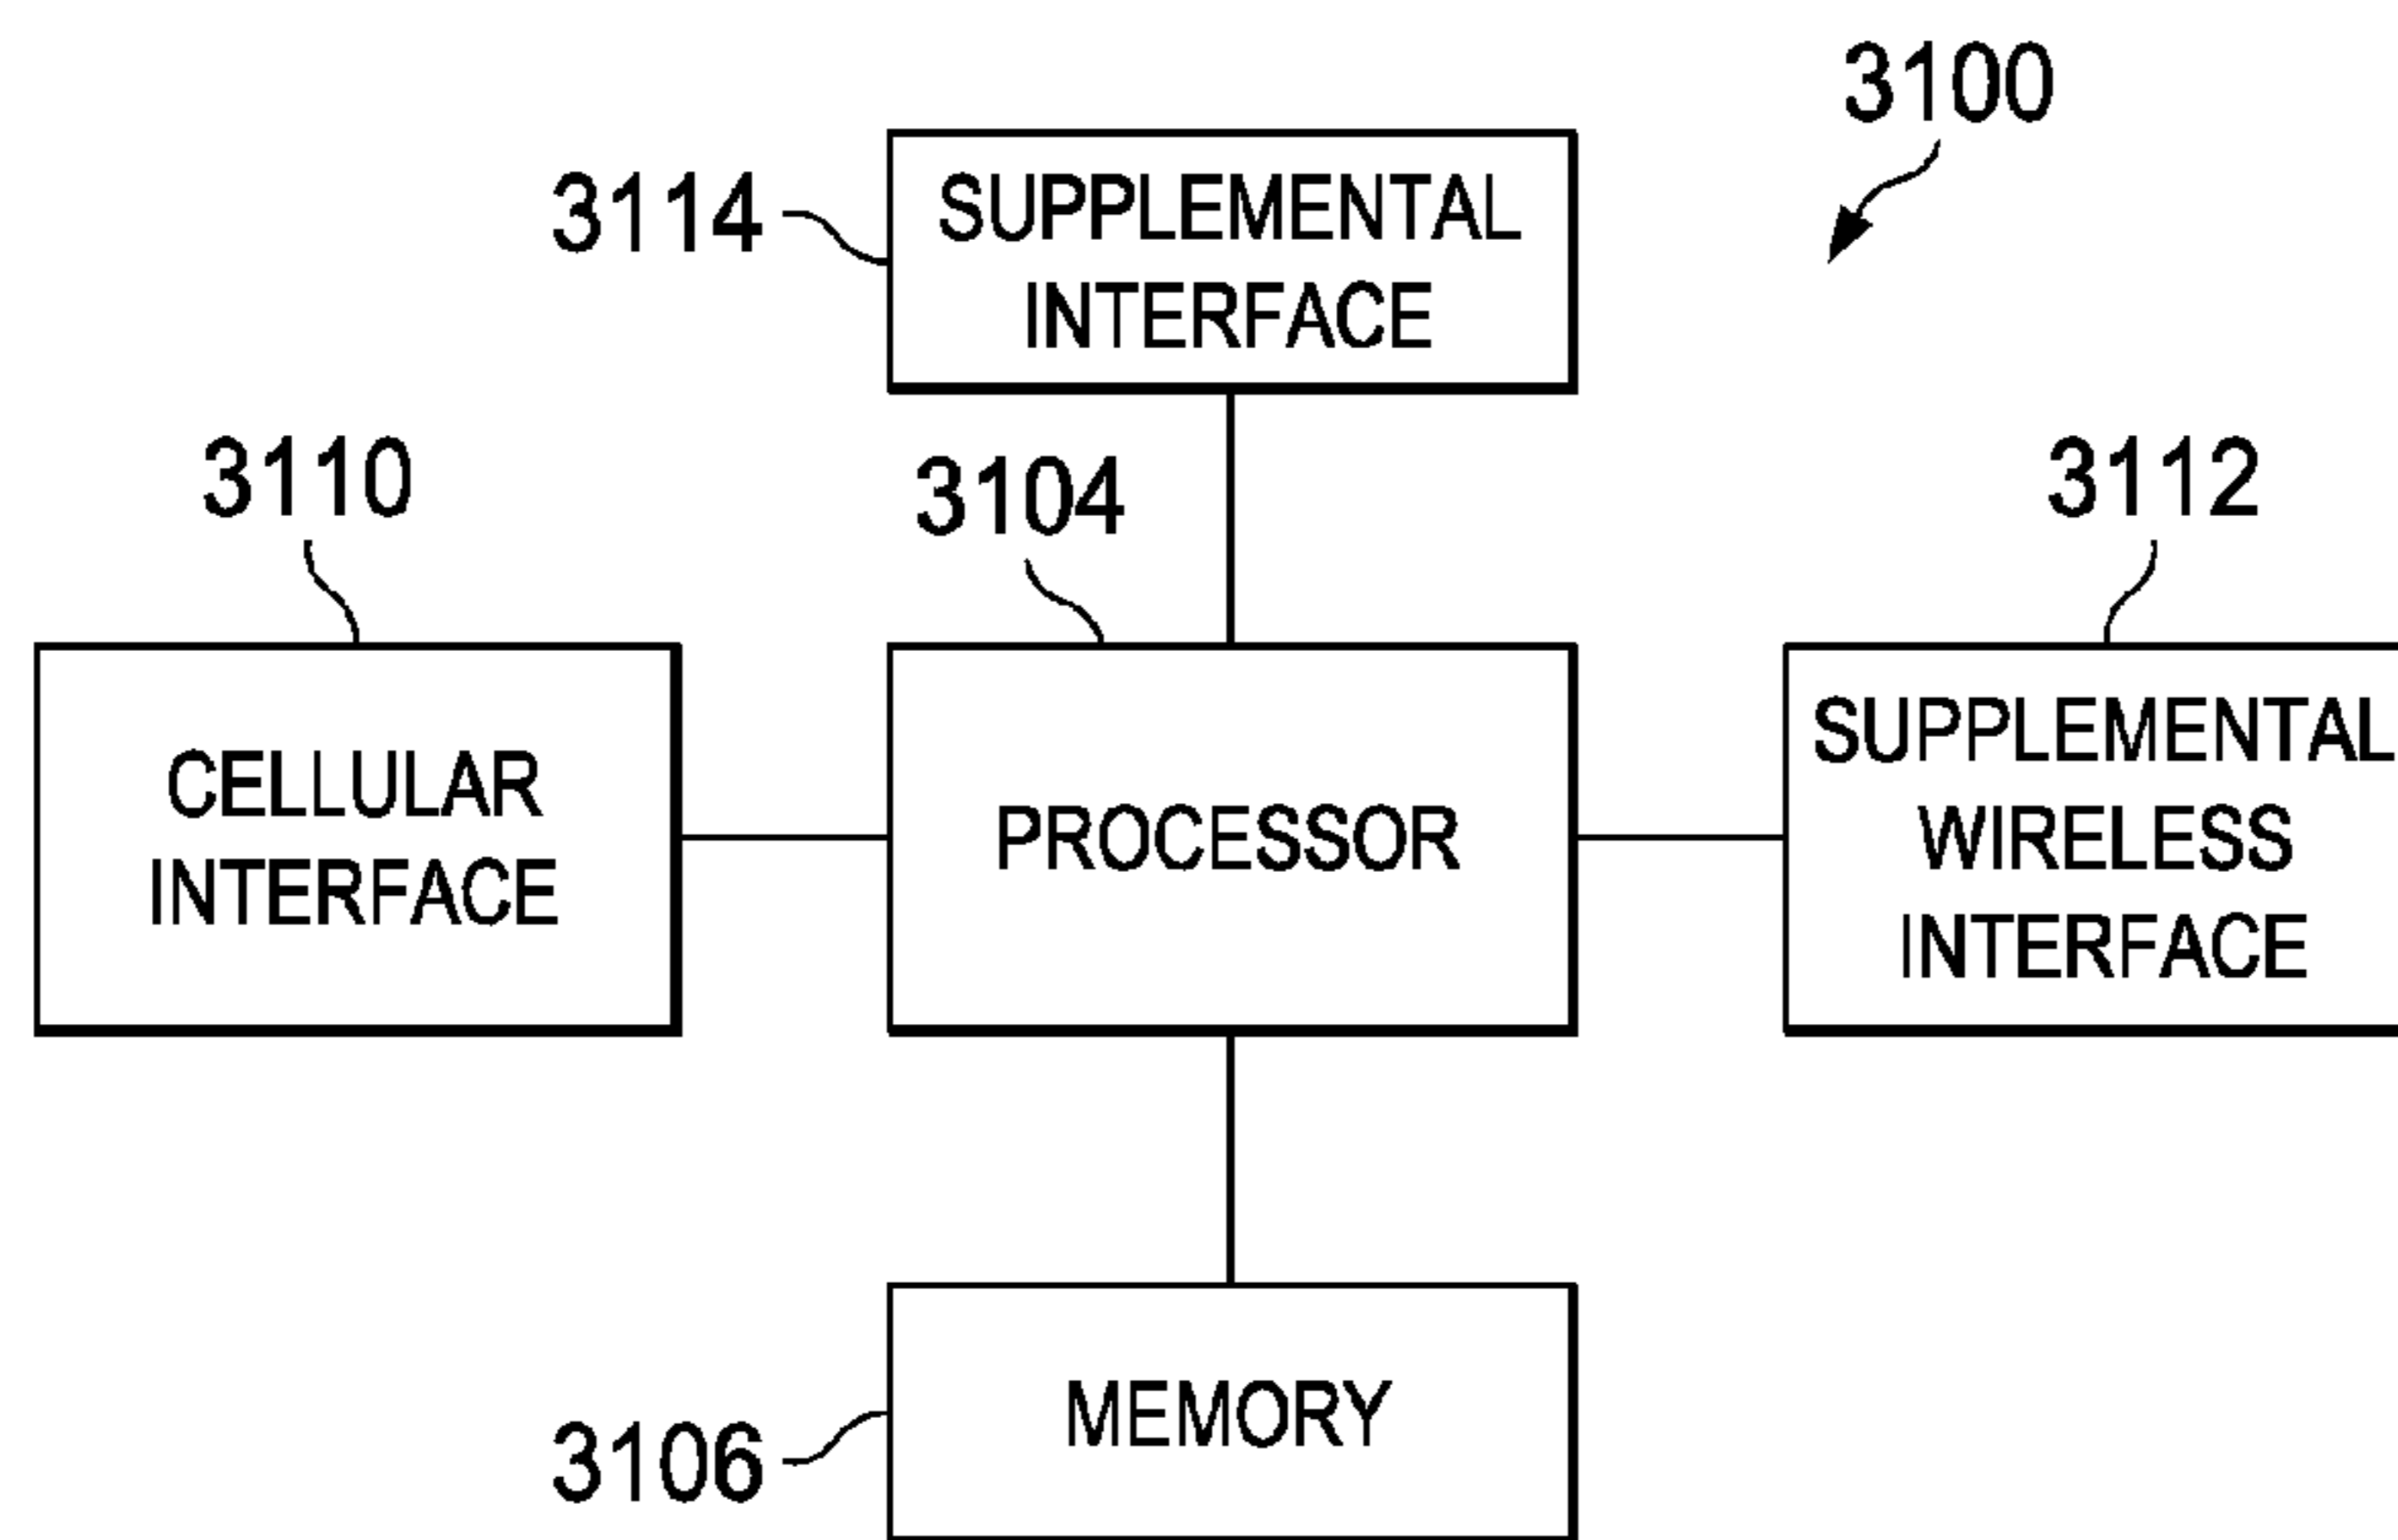 3100
3114
SUPPLEMENTAL
INTERFACE
3110
3104
3112
CELLULAR
INTERFACE
PROCESSOR
SUPPLEMENTAL
WIRELESS
INTERFACE
3106
MEMORY